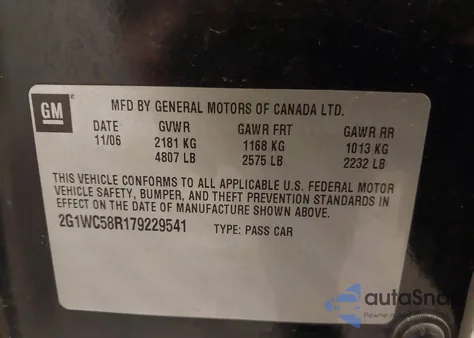 GM
MFD BY GENERAL MOTORS OF CANADA LTD.
DATE GVWR GAWR FRT GAWR RR
11/06 2181 KG 1168 KG 1013 KG
4807 LB 2575 LB 2232 LB
THIS VEHICLE CONFORMS TO ALL APPLICABLE U.S. FEDERAL MOTOR
VEHICLE SAFETY, BUMPER, AND THEFT PREVENTION STANDARDS IN
EFFECT ON THE DATE OF MANUFACTURE SHOWN ABOVE.
2G1WC58R179229541 TYPE: PASS CAR
autaSnap